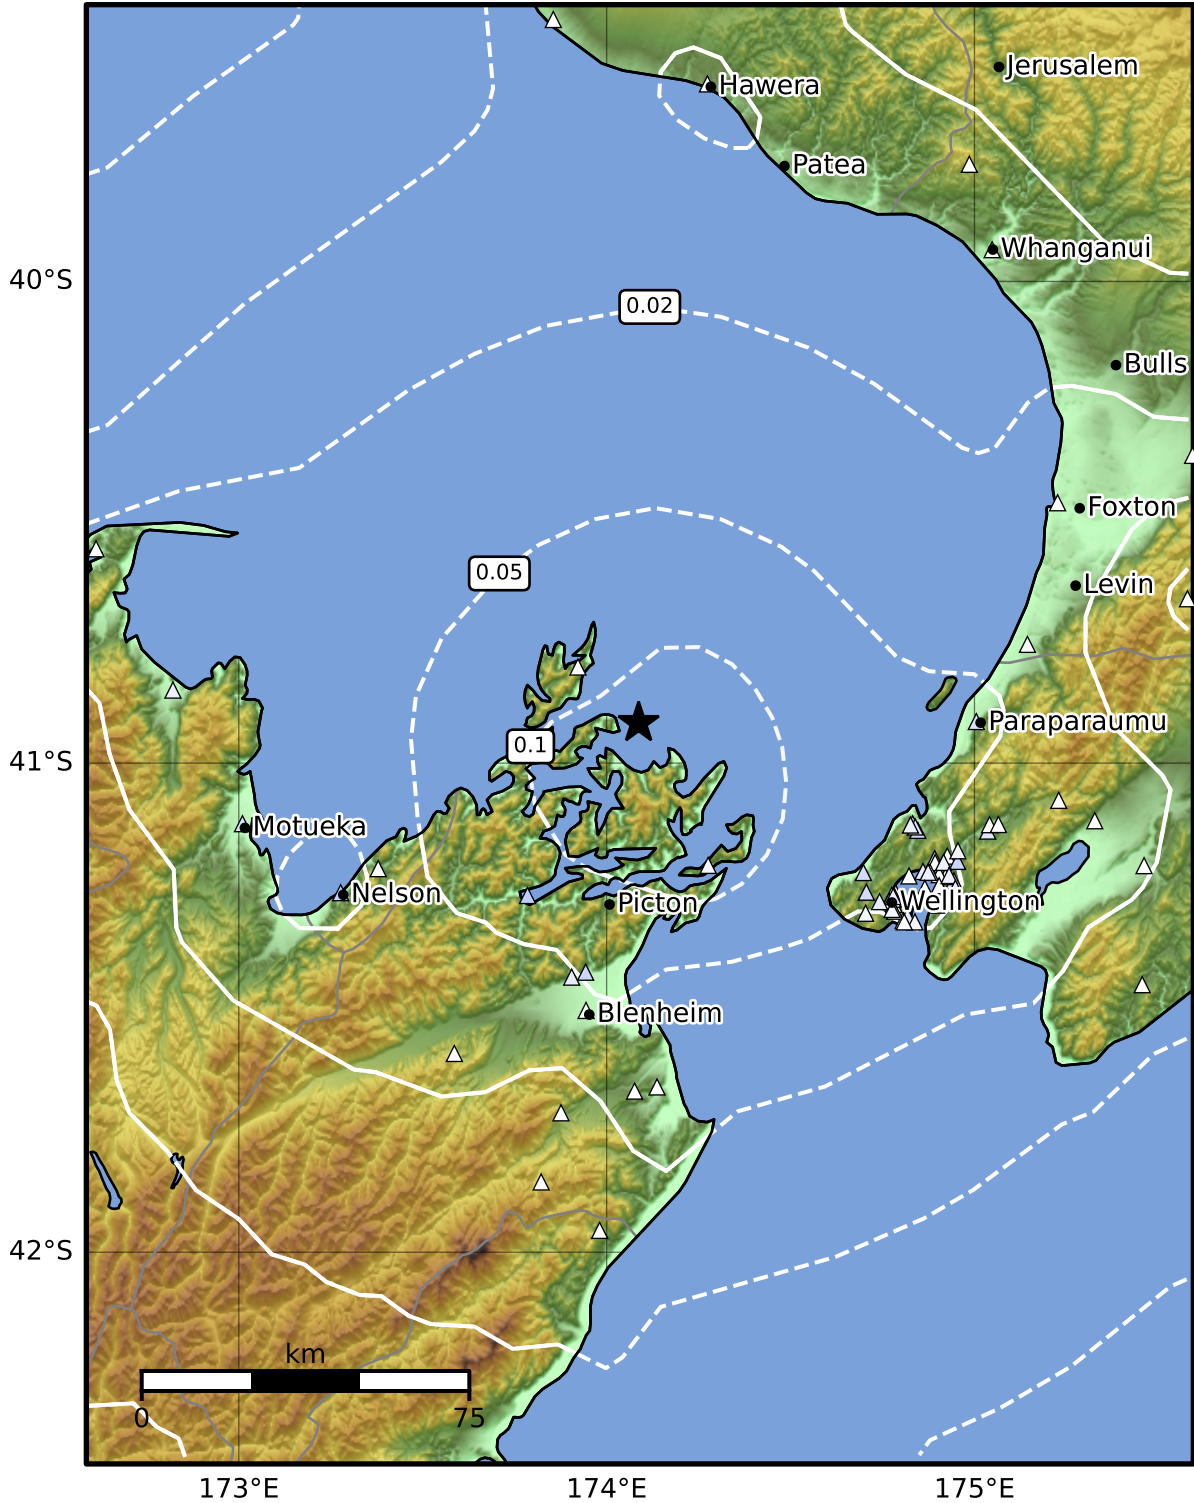 Jerusalem
Hawera
Patea
Whanganui
40°S
0.02
Bulls
Foxton
0.05
Levin
Paraparaumu
0.1
41°S
Motueka
Nelson
Wellington
Picton
Blenheim
42°S
km
0
75
173°E
174°E
175°E